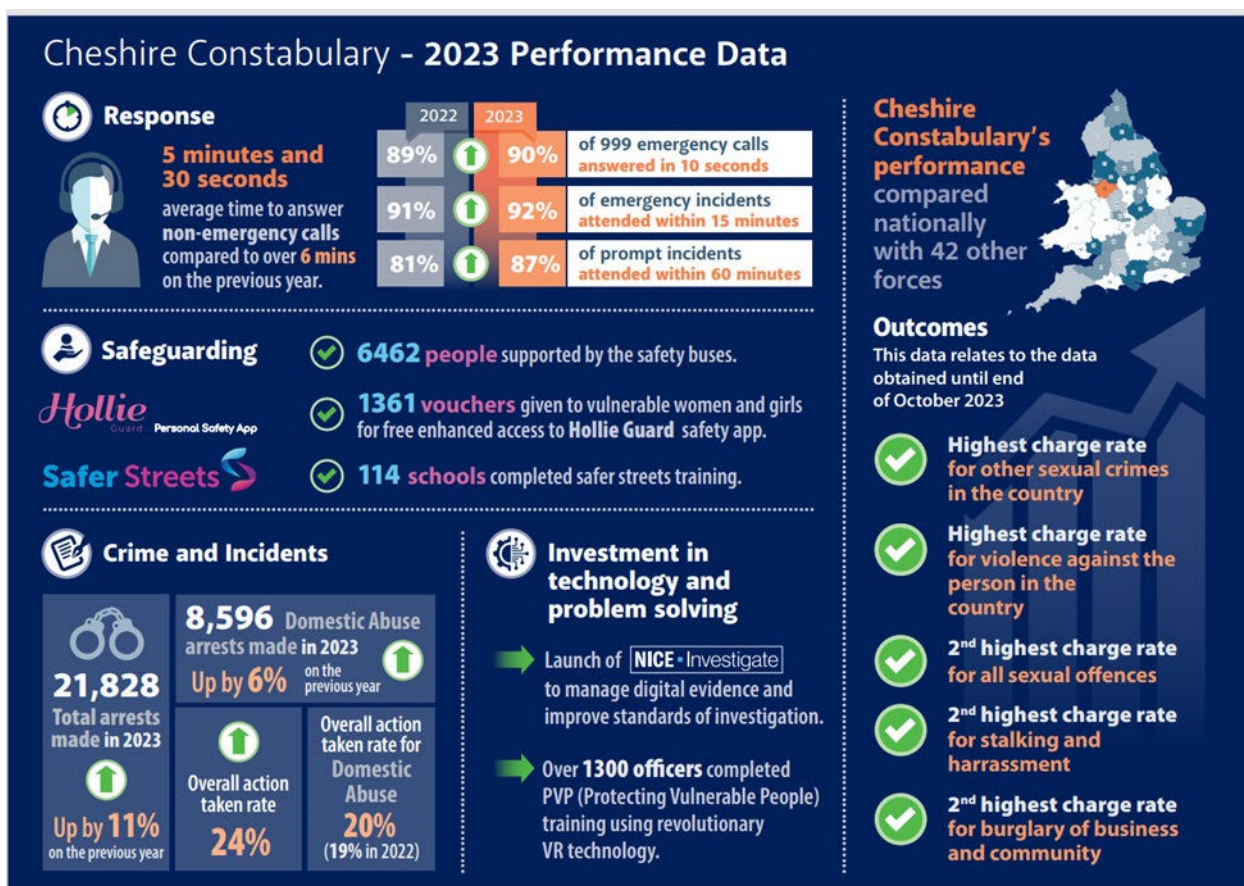 Cheshire Constabulary - 2023 Performance Data
Response
5 minutes and
30 seconds
average time to answer
non-emergency calls
compared to over 6 mins
on the previous year.
2022
2023
89%
90%
of 999 emergency calls
answered in 10 seconds
91%
92%
of emergency incidents
attended within 15 minutes
81%
87%
of prompt incidents
attended within 60 minutes
Safeguarding
Hollie
Guard
Personal Safety App
Safer Streets
6462 people supported by the safety buses.
1361 vouchers given to vulnerable women and girls
for free enhanced access to Hollie Guard safety app.
114 schools completed safer streets training.
Crime and Incidents
21,828
Total arrests
made in 2023
Up by 11%
on the previous year
8,596 Domestic Abuse
arrests made in 2023
Up by 6% on the
previous year
Overall action
taken rate
24%
Overall action
taken rate for
Domestic
Abuse
20%
(19% in 2022)
Investment in
technology and
problem solving
Launch of NICE • Investigate
to manage digital evidence and
improve standards of investigation.
Over 1300 officers completed
PVP (Protecting Vulnerable People)
training using revolutionary
VR technology.
Cheshire
Constabulary's
performance
compared
nationally
with 42 other
forces
Outcomes
This data relates to the data
obtained until end
of October 2023
Highest charge rate
for other sexual crimes
in the country
Highest charge rate
for violence against the
person in the
country
2nd highest charge rate
for all sexual offences
2nd highest charge rate
for stalking and
harrassment
2nd highest charge rate
for burglary of business
and community